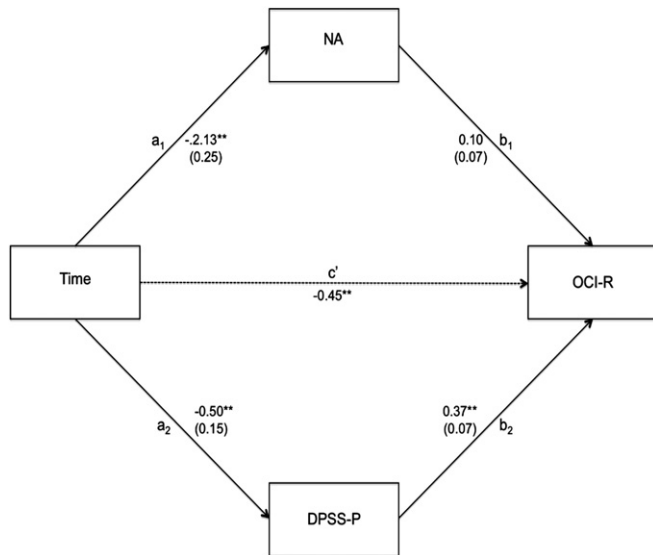 NA
a1
-.2.13**
(0.25)
0.10
(0.07)
b1
Time
c'
-0.45**
OCI-R
a2
-0.50**
(0.15)
0.37**
(0.07)
b2
DPSS-P